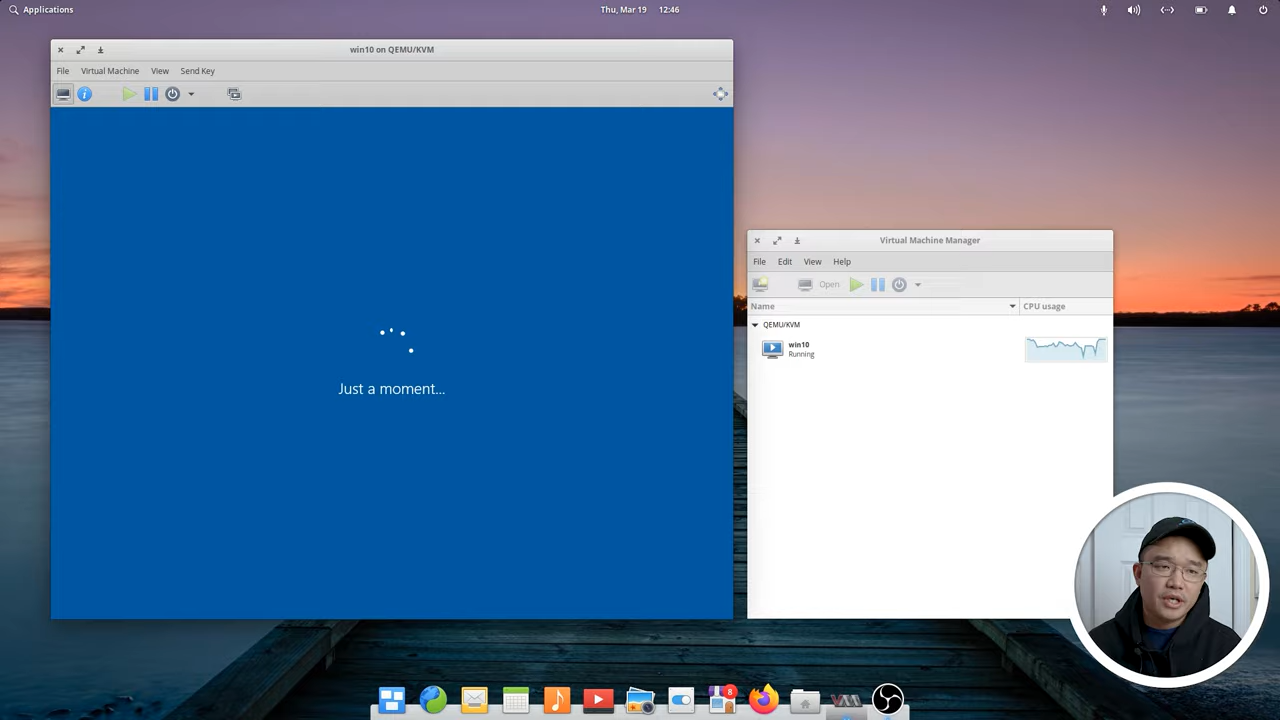 Applications
Thu, Mar 19 12:46
win10 on QEMU/KVM
File Virtual Machine View Send Key
Just a moment...
Virtual Machine Manager
File Edit View Help
Open
Name CPU usage
QEMU/KVM
win10
Running
8